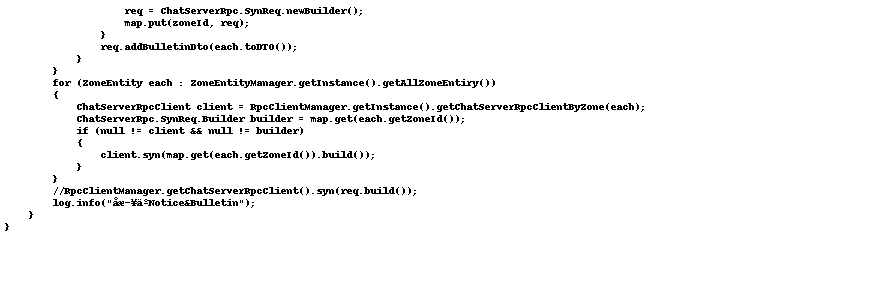 req = ChatServerRpc.SynReq.newBuilder();
map.put(zoneId, req);
}
req.addBulletinDto(each.toDTO());
}
}
for (ZoneEntity each : ZoneEntityManager.getInstance().getAllZoneEntiry())
{
ChatServerRpcClient client = RpcClientManager.getInstance().getChatServerRpcClientByZone(each);
ChatServerRpc.SynReq.Builder builder = map.get(each.getZoneId());
if (null != client && null != builder)
{
client.syn(map.get(each.getZoneId()).build());
}
}
//RpcClientManager.getChatServerRpcClient().syn(req.build());
log.info("åæ-¥äºNotice&Bulletin");
}
}